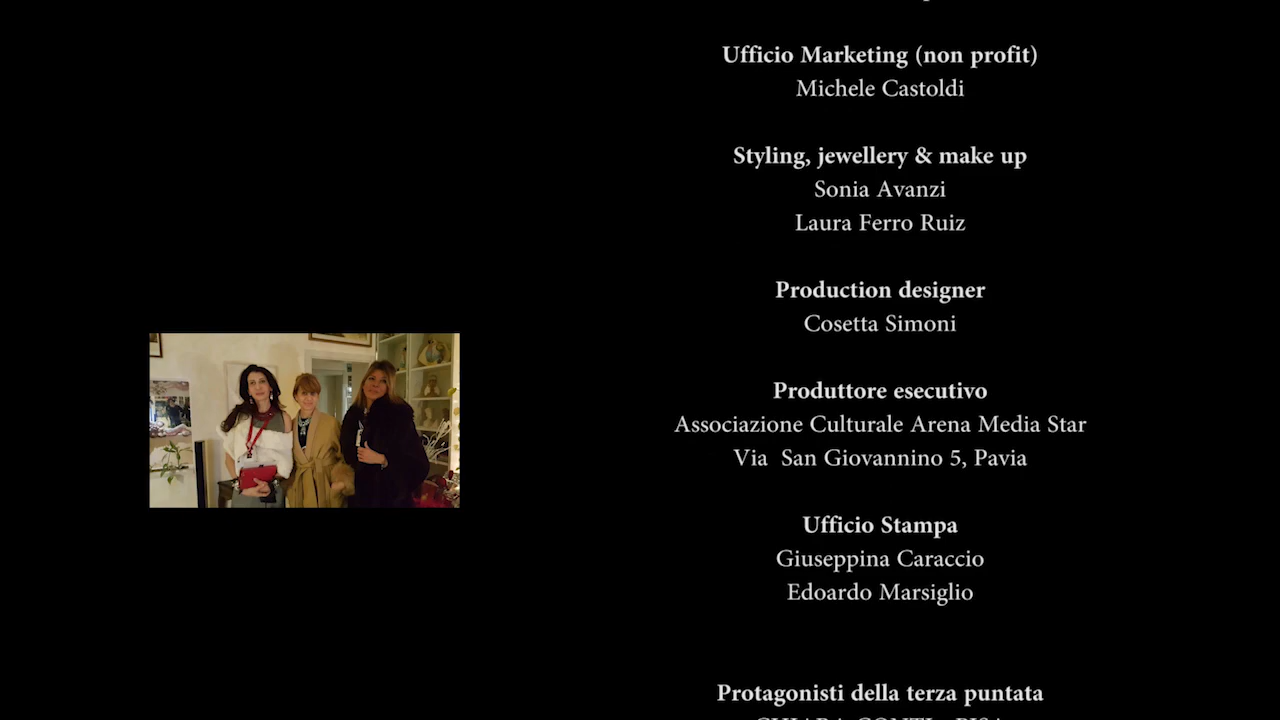 Ufficio Marketing (non profit)
Michele Castoldi
Styling, jewellery & make up
Sonia Avanzi
Laura Ferro Ruiz
Production designer
Cosetta Simoni
Produttore esecutivo
Associazione Culturale Arena Media Star
Via San Giovannino 5, Pavia
Ufficio Stampa
Giuseppina Caraccio
Edoardo Marsiglio
Protagonisti della terza puntata